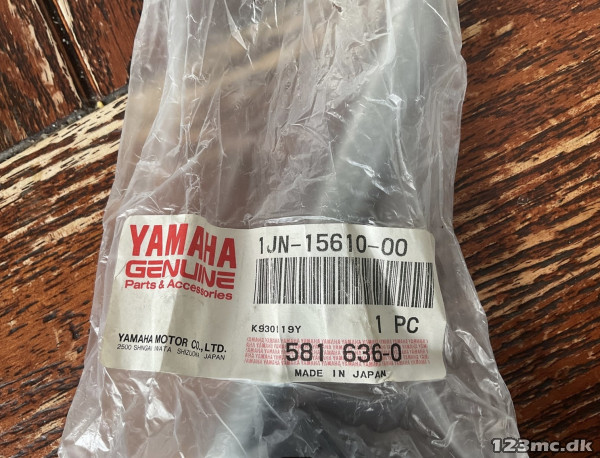 YAMAHA
GENUINE
Parts & Accessories
1JN-15610-00
K930119Y
1 PC
YAMAHA MOTOR CO., LTD.
2500 SHINGAI IWATA SHIZUOKA JAPAN
581 636-0
MADE IN JAPAN
123mc.dk